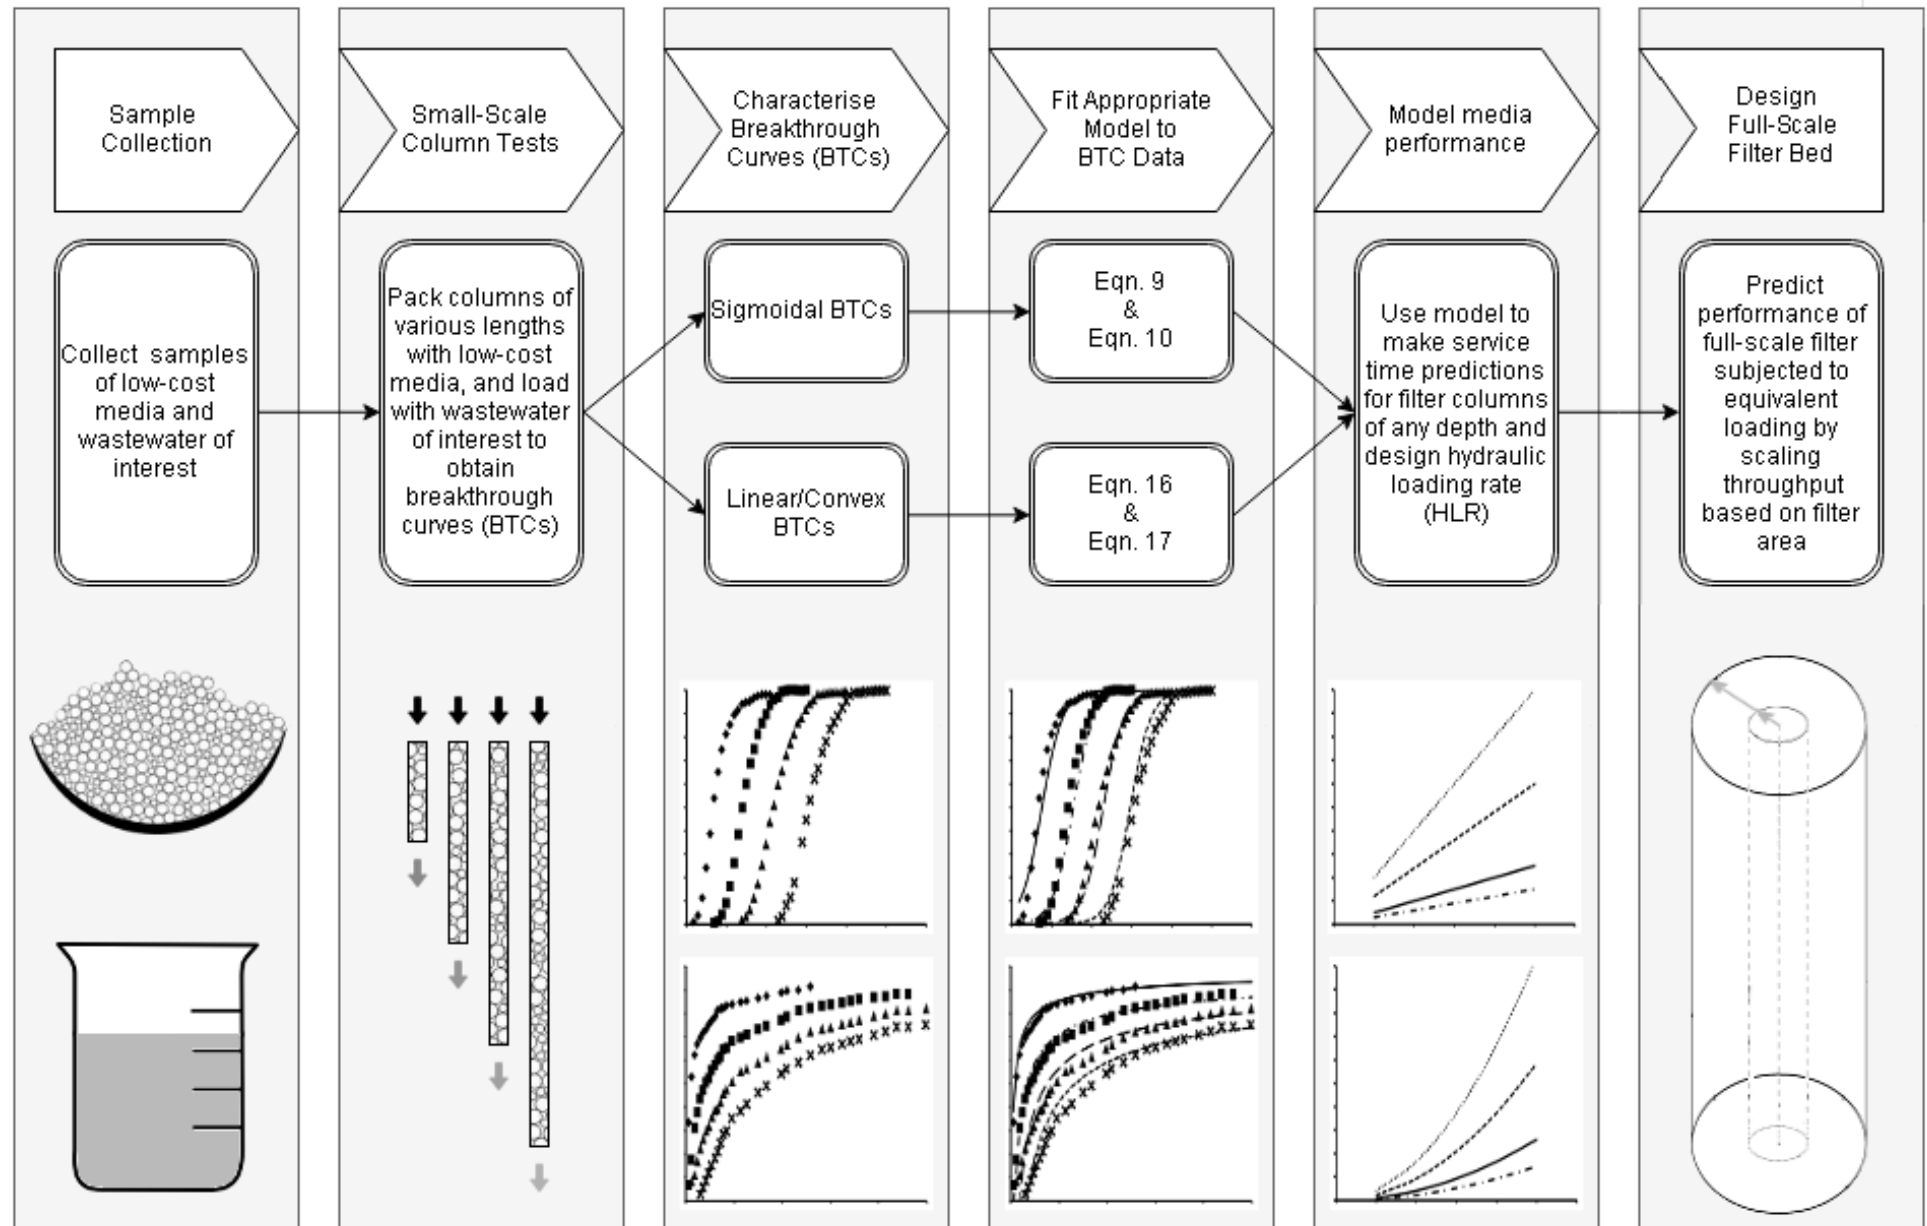 Sample
Collection
Small-Scale
Column Tests
Characterise
Breakthrough
Curves (BTCs)
Fit Appropriate
Model to
BTC Data
Model media
performance
Design
Full-Scale
Filter Bed
Collect samples
of low-cost
media and
wastewater of
interest
Pack columns of
various lengths
with low-cost
media, and load
with wastewater
of interest to
obtain
breakthrough
curves (BTCs)
Sigmoidal BTCs
Linear/Convex
BTCs
Eqn. 9
&
Eqn. 10
Eqn. 16
&
Eqn. 17
Use model to
make service
time predictions
for filter columns
of any depth and
design hydraulic
loading rate
(HLR)
Predict
performance of
full-scale filter
subjected to
equivalent
loading by
scaling
throughput
based on filter
area